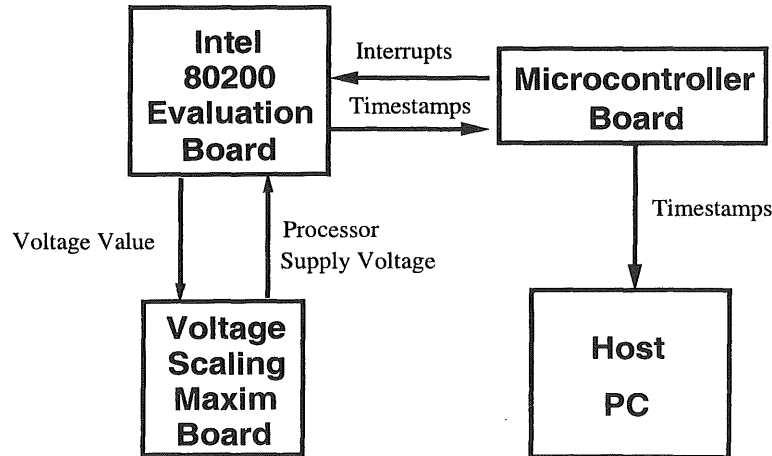 Intel
80200
Evaluation
Board
Interrupts
Timestamps
Microcontroller
Board
Voltage Value
Processor
Supply Voltage
Timestamps
Voltage
Scaling
Maxim
Board
Host
PC